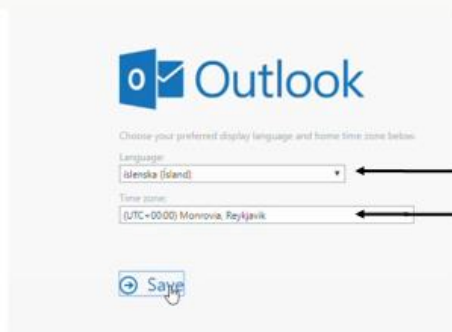 Outlook
Choose your preferred display language and home time zone below.
Language:
íslenska (Ísland)
Time zone:
(UTC+00:00) Monrovia, Reykjavik
Save